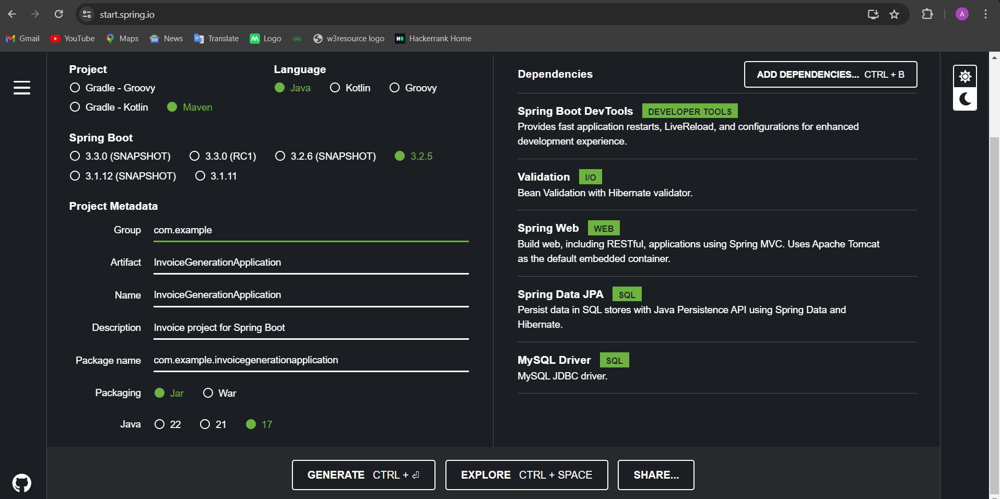 start.spring.io
A
Gmail YouTube Maps News Translate Logo w3resource logo Hackerrank Home
Project
Gradle - Groovy
Gradle - Kotlin Maven
Language
Java Kotlin Groovy
Spring Boot
3.3.0 (SNAPSHOT) 3.3.0 (RC1) 3.2.6 (SNAPSHOT) 3.2.5
3.1.12 (SNAPSHOT) 3.1.11
Project Metadata
Group com.example
Artifact InvoiceGenerationApplication
Name InvoiceGenerationApplication
Description Invoice project for Spring Boot
Package name com.example.invoicegenerationapplication
Packaging Jar War
Java 22 21 17
Dependencies ADD DEPENDENCIES... CTRL + B
Spring Boot DevTools DEVELOPER TOOLS
Provides fast application restarts, LiveReload, and configurations for enhanced
development experience.
Validation I/O
Bean Validation with Hibernate validator.
Spring Web WEB
Build web, including RESTful, applications using Spring MVC. Uses Apache Tomcat
as the default embedded container.
Spring Data JPA SQL
Persist data in SQL stores with Java Persistence API using Spring Data and
Hibernate.
MySQL Driver SQL
MySQL JDBC driver.
GENERATE CTRL + ⏎ EXPLORE CTRL + SPACE SHARE...